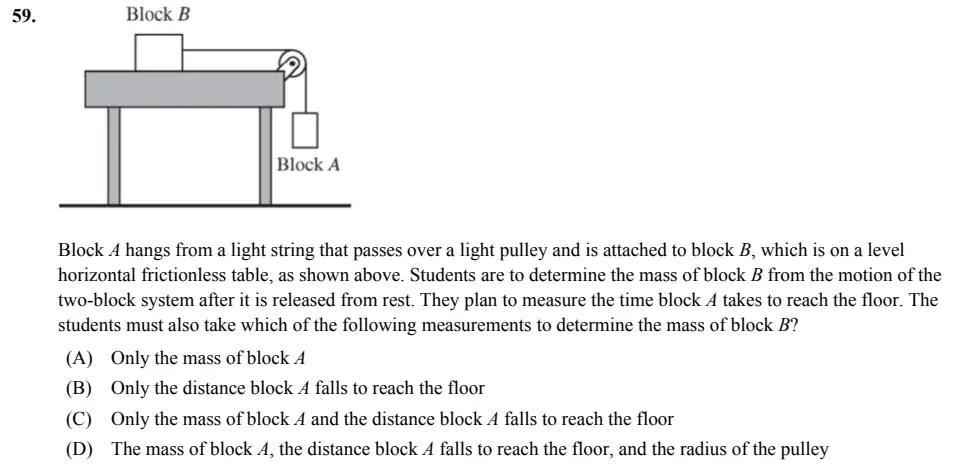 59.
Block B
Block A
Block A hangs from a light string that passes over a light pulley and is attached to block B, which is on a level
horizontal frictionless table, as shown above. Students are to determine the mass of block B from the motion of the
two-block system after it is released from rest. They plan to measure the time block A takes to reach the floor. The
students must also take which of the following measurements to determine the mass of block B?
(A) Only the mass of block A
(B) Only the distance block A falls to reach the floor
(C) Only the mass of block A and the distance block A falls to reach the floor
(D) The mass of block A, the distance block A falls to reach the floor, and the radius of the pulley